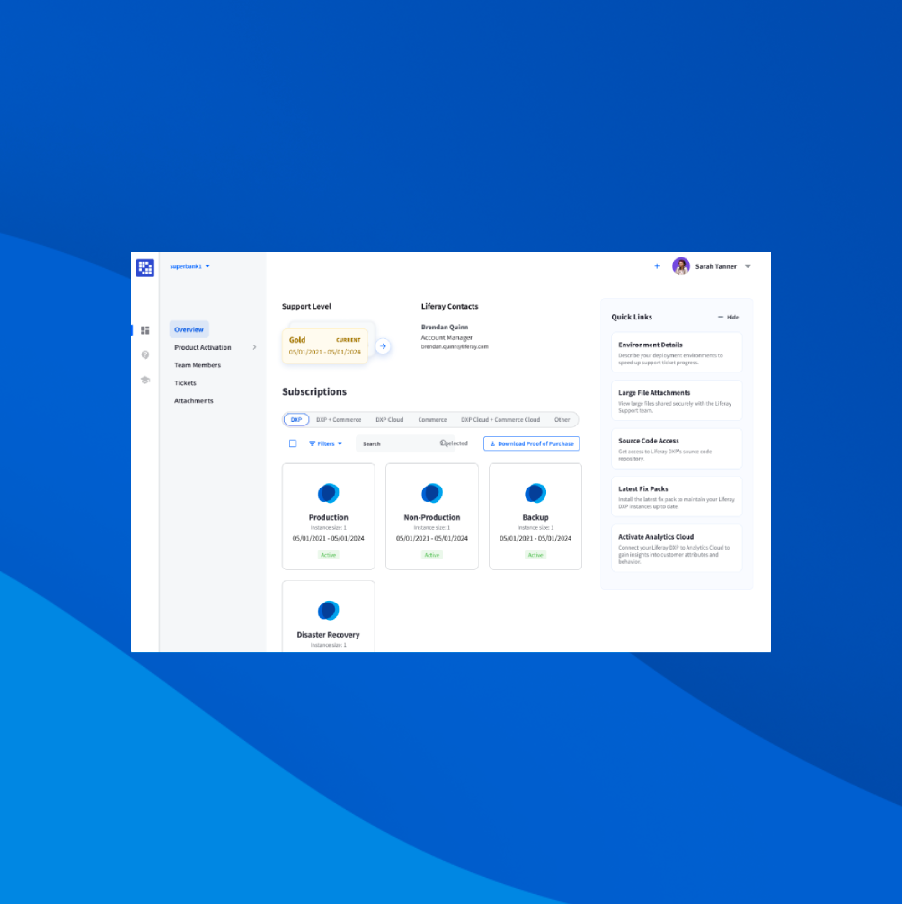 superbank1
Sarah Tanner
Overview
Product Activation
Team Members
Tickets
Attachments
Support Level
Gold
CURRENT
05/01/2021 - 05/01/2024
Liferay Contacts
Brendan Quinn
Account Manager
Subscriptions
DXP
DXP + Commerce
DXP Cloud
Commerce
DXP Cloud + Commerce Cloud
Other
Filters
Search
selected
Download Proof of Purchase
Production
Instance size: 1
05/01/2021 - 05/01/2024
Active
Non-Production
Instance size: 1
05/01/2021 - 05/01/2024
Active
Backup
Instance size: 1
05/01/2021 - 05/01/2024
Active
Disaster Recovery
Instance size: 1
Quick Links
Hide
Environment Details
Describe your deployment environments to
speed up support ticket progress.
Large File Attachments
View large files shared securely with the Liferay
Support team.
Source Code Access
Get access to Liferay DXP's source code
Latest Fix Packs
Install the latest fix pack to maintain your Liferay
DXP instances up to date
Activate Analytics Cloud
Connect your Liferay DXP to Analytics Cloud to
gain insights into customer attributes and
behavior.